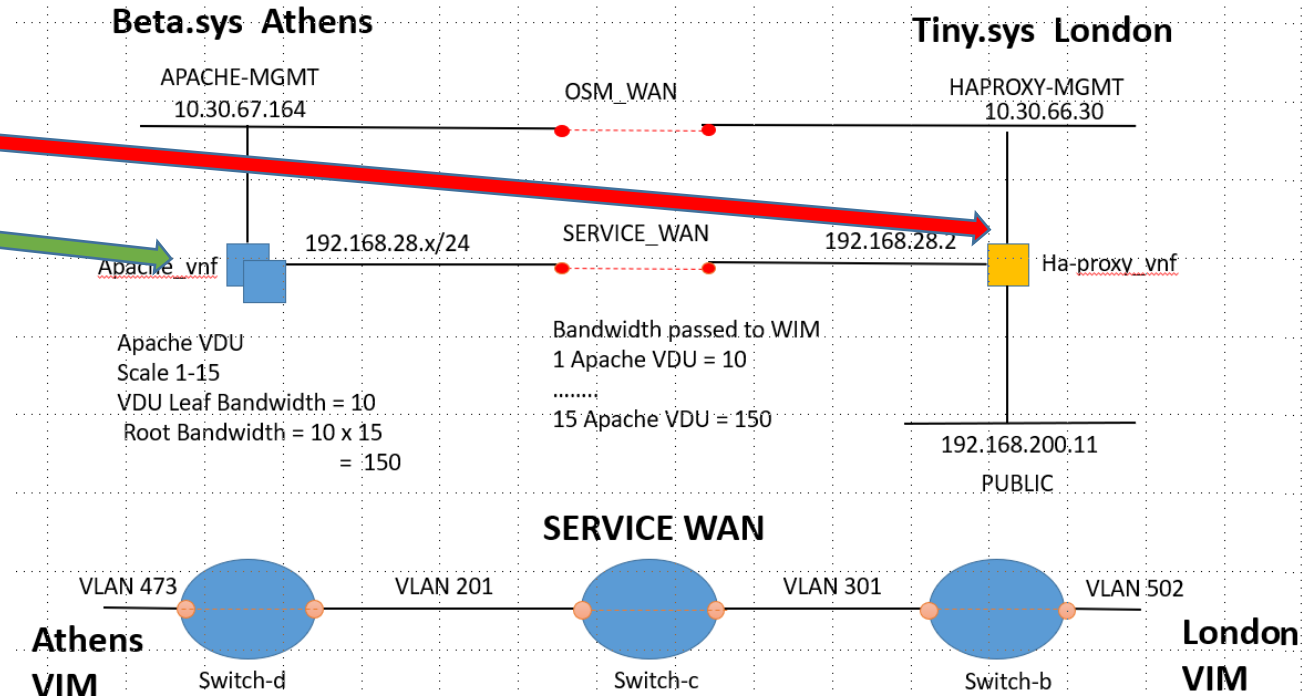 Beta.sys Athens
Tiny.sys London
APACHE-MGMT
10.30.67.164
OSM_WAN
HAPROXY-MGMT
10.30.66.30
192.168.28.x/24
SERVICE_WAN
192.168.28.2
Apache_vnf
Ha-proxy_vnf
Apache VDU
Scale 1-15
VDU Leaf Bandwidth = 10
Root Bandwidth = 10 x 15
= 150
Bandwidth passed to WIM
1 Apache VDU = 10
........
15 Apache VDU = 150
192.168.200.11
PUBLIC
SERVICE WAN
VLAN 473
VLAN 201
VLAN 301
VLAN 502
Athens
VIM
Switch-d
Switch-c
Switch-b
London
VIM